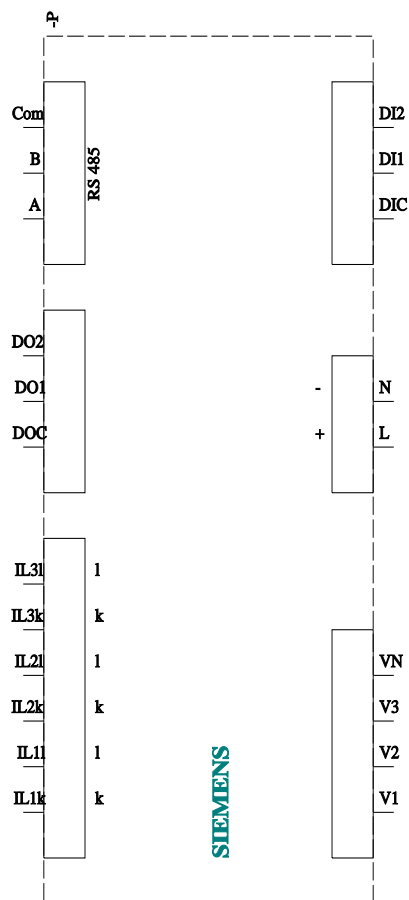 -P
Com DI2
B DI1
RS 485
A DIC
DO2
DO1 - N
DOC + L
IL3l l
IL3k k
IL2l l VN
IL2k k V3
IL1l l V2
IL1k k V1
SIEMENS